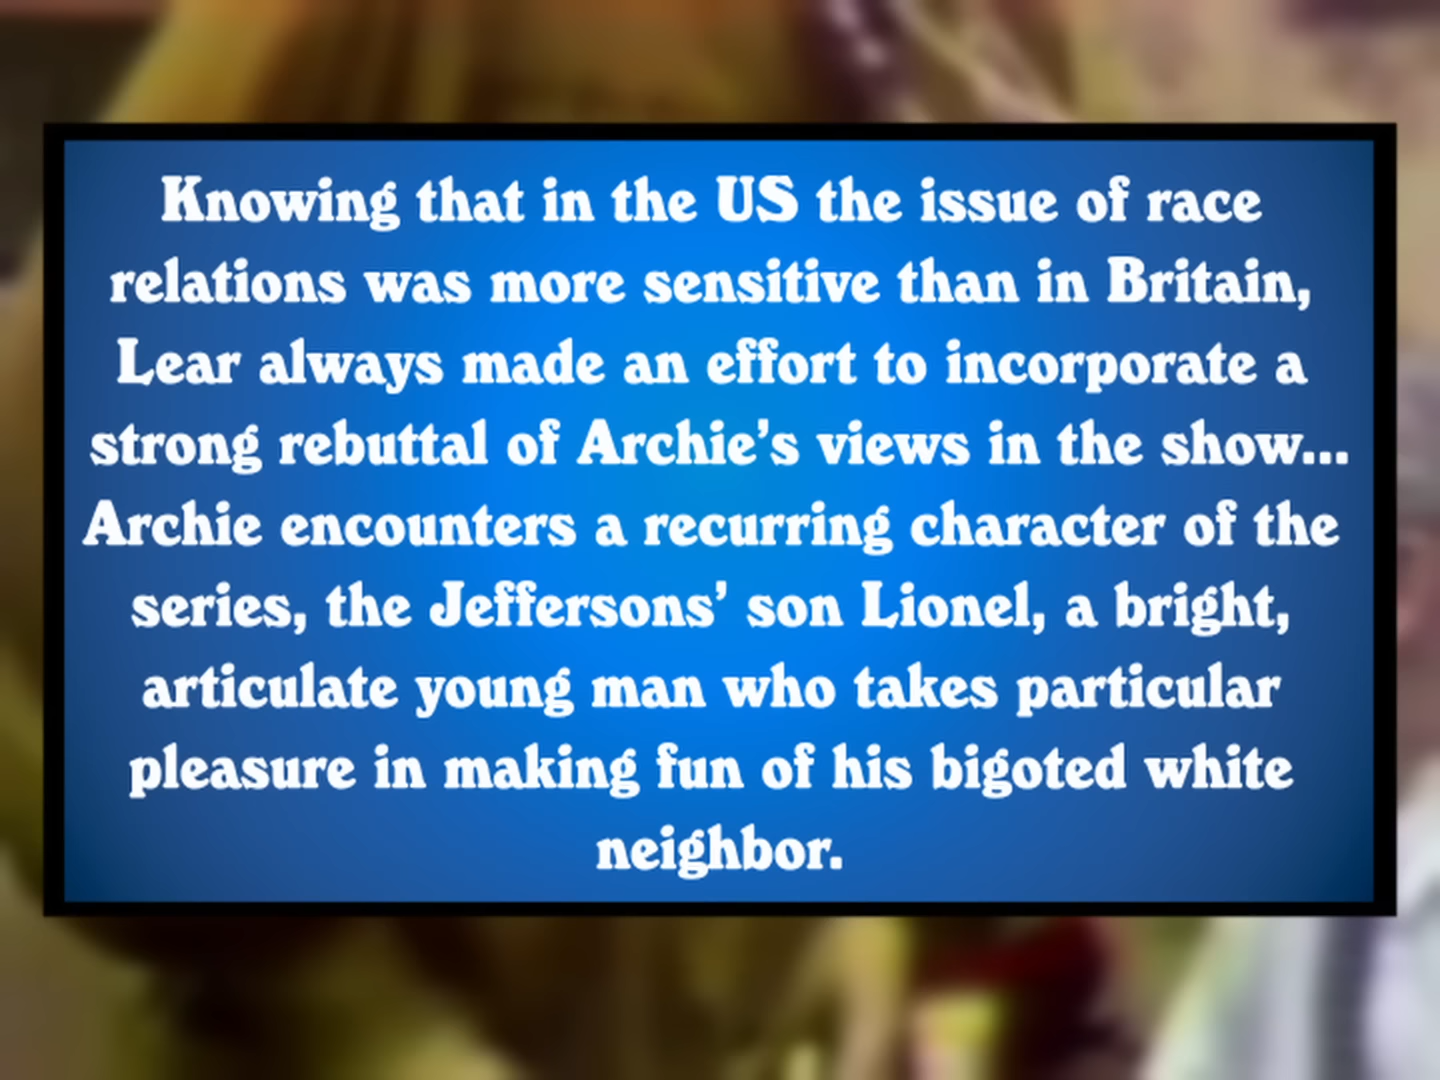 Knowing that in the US the issue of race
relations was more sensitive than in Britain,
Lear always made an effort to incorporate a
strong rebuttal of Archie's views in the show...
Archie encounters a recurring character of the
series, the Jeffersons' son Lionel, a bright,
articulate young man who takes particular
pleasure in making fun of his bigoted white
neighbor.